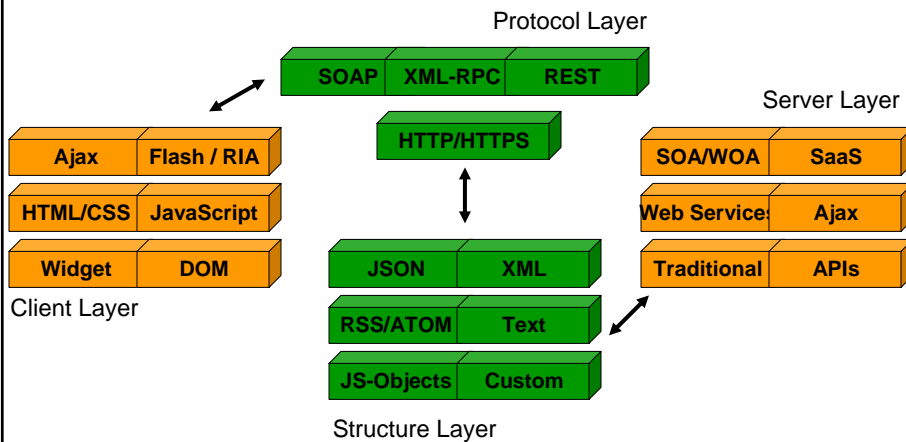 Protocol Layer
SOAP XML-RPC REST
HTTP/HTTPS
Ajax Flash / RIA
HTML/CSS JavaScript
Widget DOM
Client Layer
Server Layer
SOA/WOA SaaS
Web Services Ajax
Traditional APIs
JSON XML
RSS/ATOM Text
JS-Objects Custom
Structure Layer